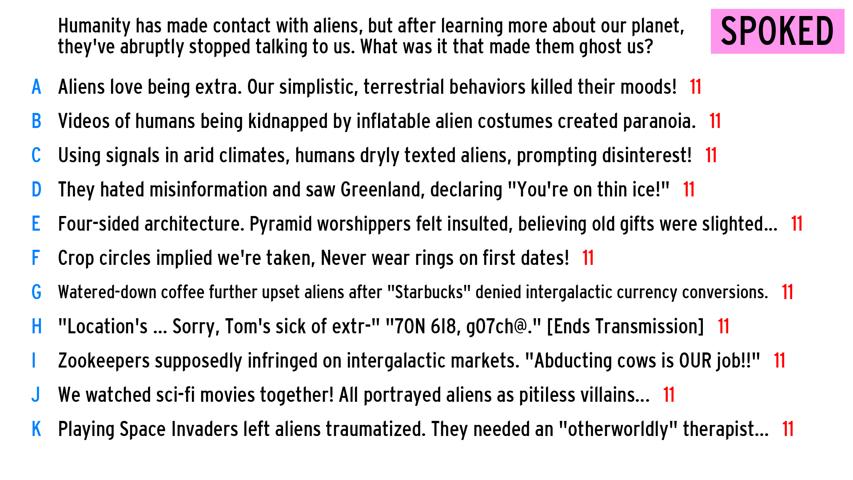 Humanity has made contact with aliens, but after learning more about our planet,
they've abruptly stopped talking to us. What was it that made them ghost us?
SPOKED
A Aliens love being extra. Our simplistic, terrestrial behaviors killed their moods! 11
B Videos of humans being kidnapped by inflatable alien costumes created paranoia. 11
C Using signals in arid climates, humans dryly texted aliens, prompting disinterest! 11
D They hated misinformation and saw Greenland, declaring "You're on thin ice!" 11
E Four-sided architecture. Pyramid worshippers felt insulted, believing old gifts were slighted... 11
F Crop circles implied we're taken, Never wear rings on first dates! 11
G Watered-down coffee further upset aliens after "Starbucks" denied intergalactic currency conversions. 11
H "Location's ... Sorry, Tom's sick of extr-" "7ON 6I8, gO7ch@." [Ends Transmission] 11
I Zookeepers supposedly infringed on intergalactic markets. "Abducting cows is OUR job!!" 11
J We watched sci-fi movies together! All portrayed aliens as pitiless villains... 11
K Playing Space Invaders left aliens traumatized. They needed an "otherworldly" therapist... 11